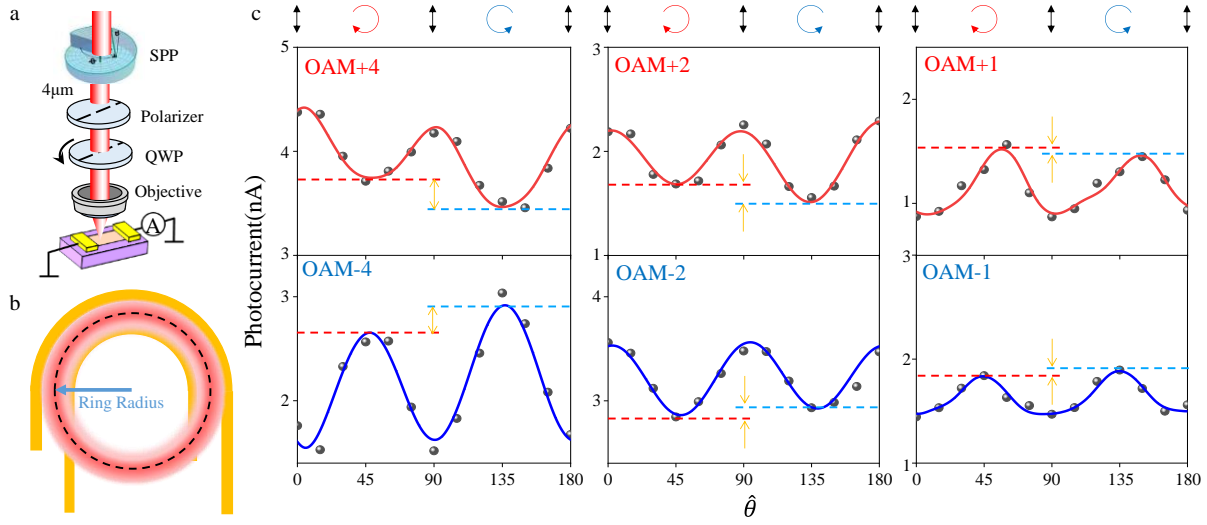 a
SPP
4μm
Polarizer
QWP
Objective
A
b
Ring Radius
c
Photocurrent(nA)
OAM+4
5
4
3
OAM+2
3
2
1
OAM+1
2
1
3
OAM-4
3
2
OAM-2
4
3
2
OAM-1
2
1
0 45 90 135 180
0 45 90 135 180
0 45 90 135 180
θ̂